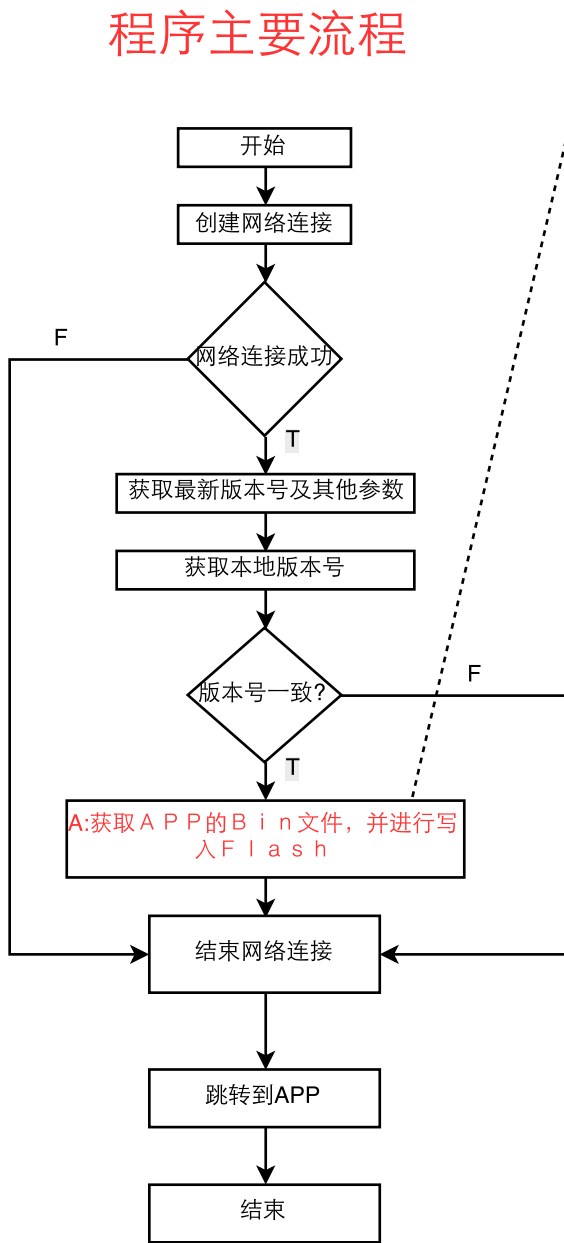 程序主要流程
开始
创建网络连接
网络连接成功
F
T
获取最新版本号及其他参数
获取本地版本号
版本号一致?
F
T
A:获取ＡＰＰ的Ｂｉｎ文件，并进行写
入Ｆｌａｓｈ
结束网络连接
跳转到APP
结束